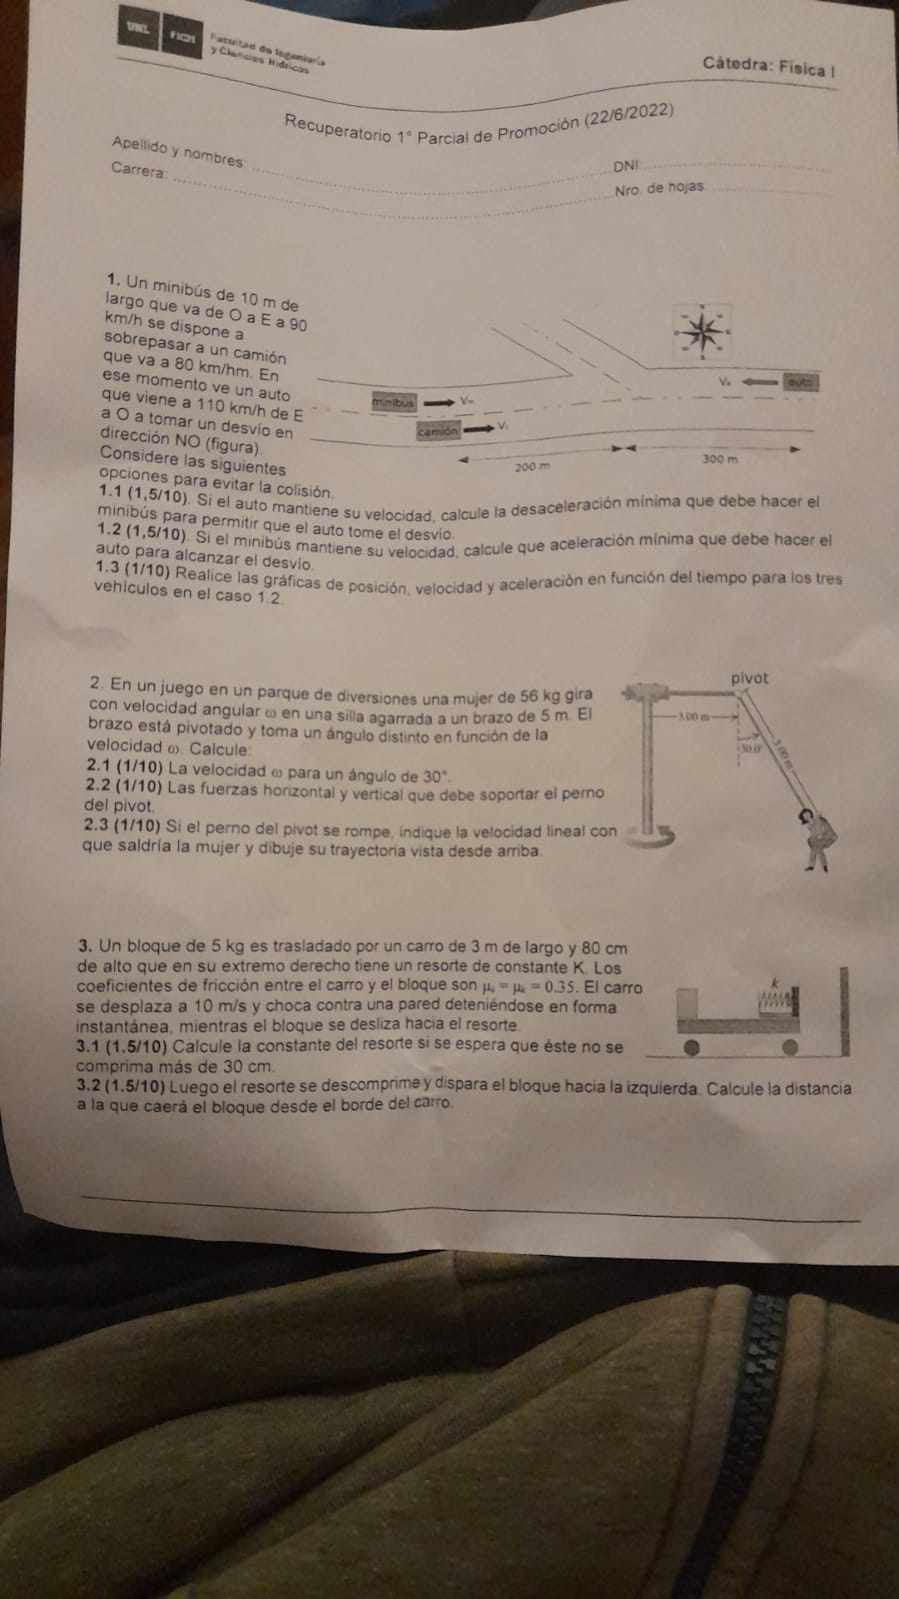 UNL FICH Facultad de Ingeniería
y Ciencias Hídricas
Cátedra: Física I
Recuperatorio 1° Parcial de Promoción (22/6/2022)
Apellido y nombres:
DNI:
Carrera:
Nro. de hojas:
1. Un minibús de 10 m de
largo que va de O a E a 90
km/h se dispone a
sobrepasar a un camión
que va a 80 km/hm. En
ese momento ve un auto
que viene a 110 km/h de E
a O a tomar un desvío en
dirección NO (figura).
Considere las siguientes
opciones para evitar la colisión.
minibus
camión
auto
200 m
300 m
1.1 (1,5/10). Si el auto mantiene su velocidad, calcule la desaceleración mínima que debe hacer el
minibús para permitir que el auto tome el desvío.
1.2 (1,5/10). Si el minibús mantiene su velocidad, calcule que aceleración mínima que debe hacer el
auto para alcanzar el desvío.
1.3 (1/10) Realice las gráficas de posición, velocidad y aceleración en función del tiempo para los tres
vehículos en el caso 1.2.
2. En un juego en un parque de diversiones una mujer de 56 kg gira
con velocidad angular ω en una silla agarrada a un brazo de 5 m. El
brazo está pivotado y toma un ángulo distinto en función de la
velocidad ω. Calcule:
2.1 (1/10) La velocidad ω para un ángulo de 30°.
2.2 (1/10) Las fuerzas horizontal y vertical que debe soportar el perno
del pivot.
2.3 (1/10) Si el perno del pivot se rompe, indique la velocidad lineal con
que saldría la mujer y dibuje su trayectoria vista desde arriba.
pivot
3.00 m
30.0°
5.00 m
3. Un bloque de 5 kg es trasladado por un carro de 3 m de largo y 80 cm
de alto que en su extremo derecho tiene un resorte de constante K. Los
coeficientes de fricción entre el carro y el bloque son μs = μk = 0.35. El carro
se desplaza a 10 m/s y choca contra una pared deteniéndose en forma
instantánea, mientras el bloque se desliza hacia el resorte.
3.1 (1.5/10) Calcule la constante del resorte si se espera que éste no se
comprima más de 30 cm.
3.2 (1.5/10) Luego el resorte se descomprime y dispara el bloque hacia la izquierda. Calcule la distancia
a la que caerá el bloque desde el borde del carro.
k